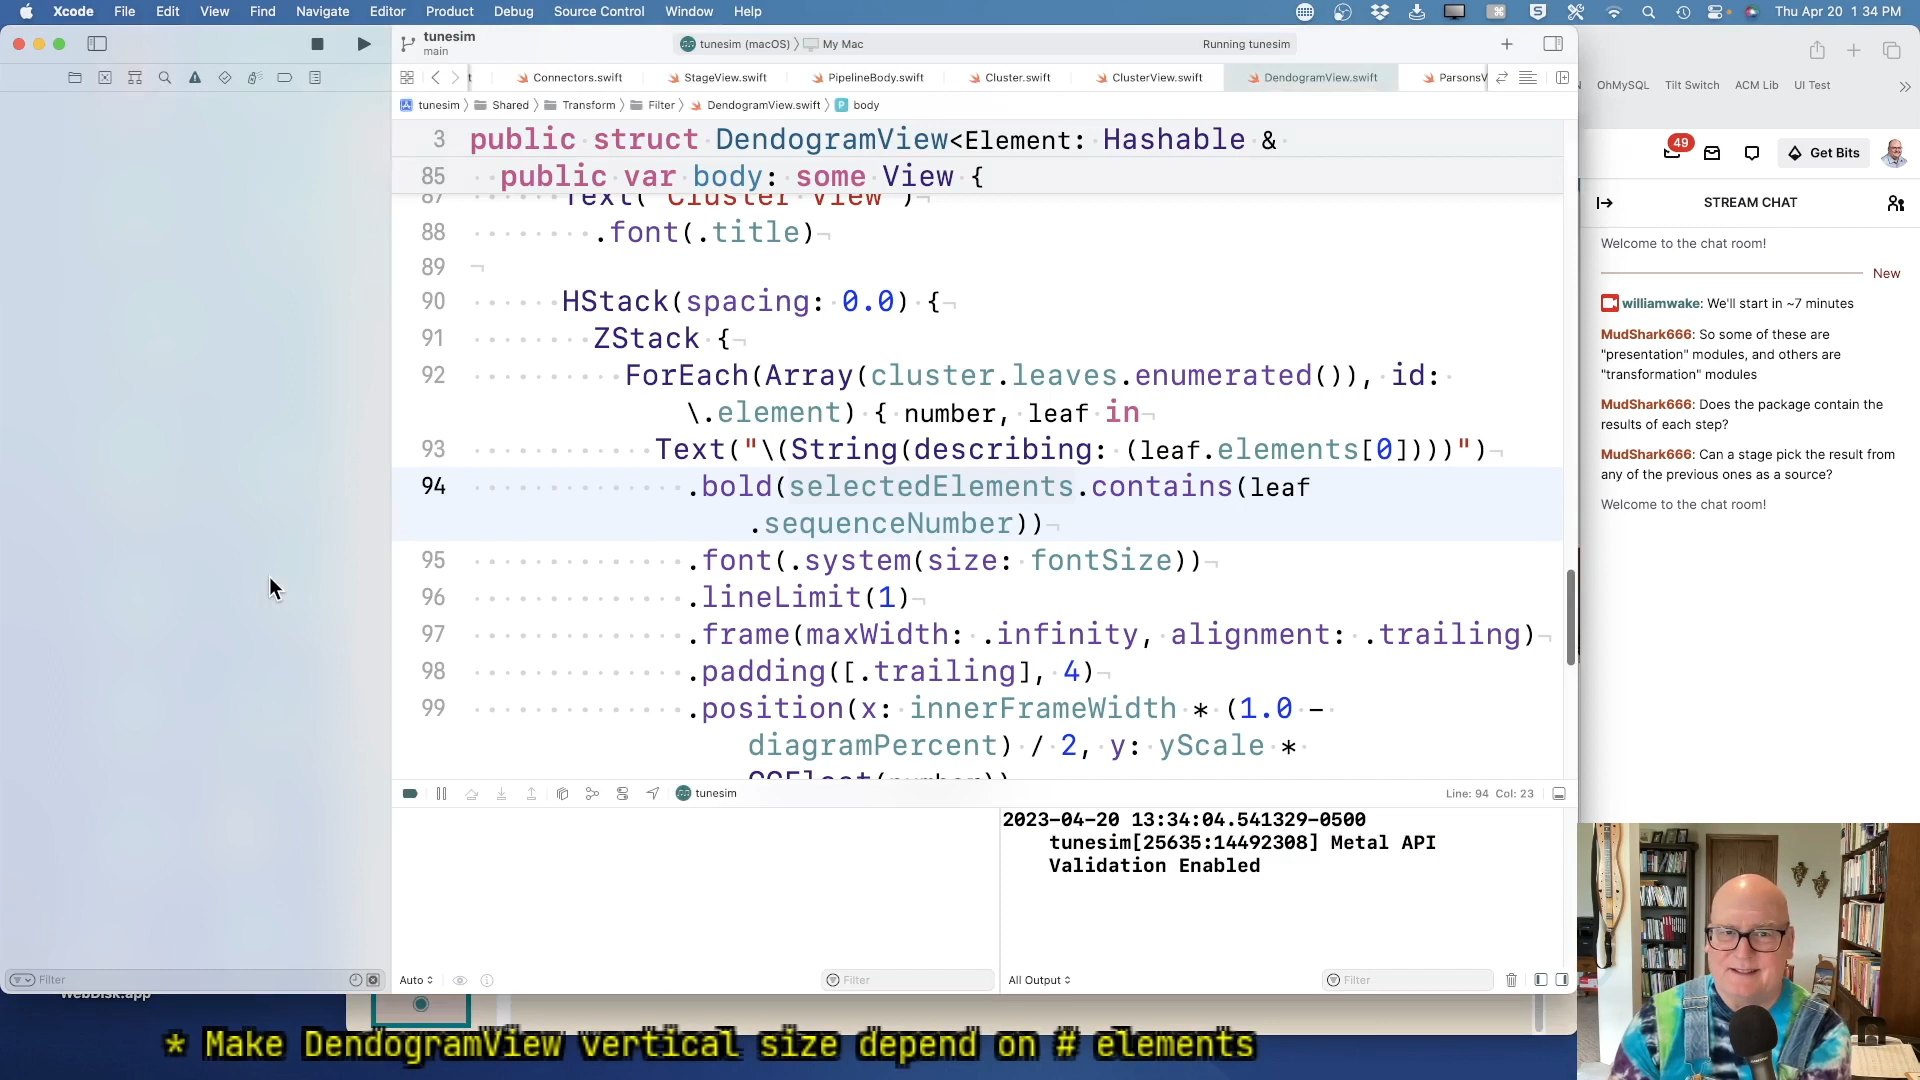 Xcode File Edit View Find Navigate Editor Product Debug Source Control Window Help
Thu Apr 20 1:34 PM
tunesim
main
tunesim (macOS) 〉 My Mac
Running tunesim
Connectors.swift StageView.swift PipelineBody.swift Cluster.swift ClusterView.swift DendogramView.swift ParsonsV
tunesim 〉 Shared 〉 Transform 〉 Filter 〉 DendogramView.swift 〉 P body
3 public struct DendogramView<Element: Hashable &
85 public var body: some View {
87 Text("Cluster View")
88 .font(.title)
89
90 HStack(spacing: 0.0) {
91 ZStack {
92 ForEach(Array(cluster.leaves.enumerated()), id:
\.element) { number, leaf in
93 Text("\(String(describing: (leaf.elements[0])))")
94 .bold(selectedElements.contains(leaf
.sequenceNumber))
95 .font(.system(size: fontSize))
96 .lineLimit(1)
97 .frame(maxWidth: .infinity, alignment: .trailing)
98 .padding([.trailing], 4)
99 .position(x: innerFrameWidth * (1.0 -
diagramPercent) / 2, y: yScale *
CGFloat(number))
tunesim
Line: 94 Col: 23
2023-04-20 13:34:04.541329-0500
tunesim[25635:14492308] Metal API
Validation Enabled
Filter
Auto
Filter
All Output
Filter
WebDisk.app
* Make DendogramView vertical size depend on # elements
OhMySQL Tilt Switch ACM Lib UI Test
49
Get Bits
STREAM CHAT
Welcome to the chat room!
New
williamwake: We'll start in ~7 minutes
MudShark666: So some of these are
"presentation" modules, and others are
"transformation" modules
MudShark666: Does the package contain the
results of each step?
MudShark666: Can a stage pick the result from
any of the previous ones as a source?
Welcome to the chat room!